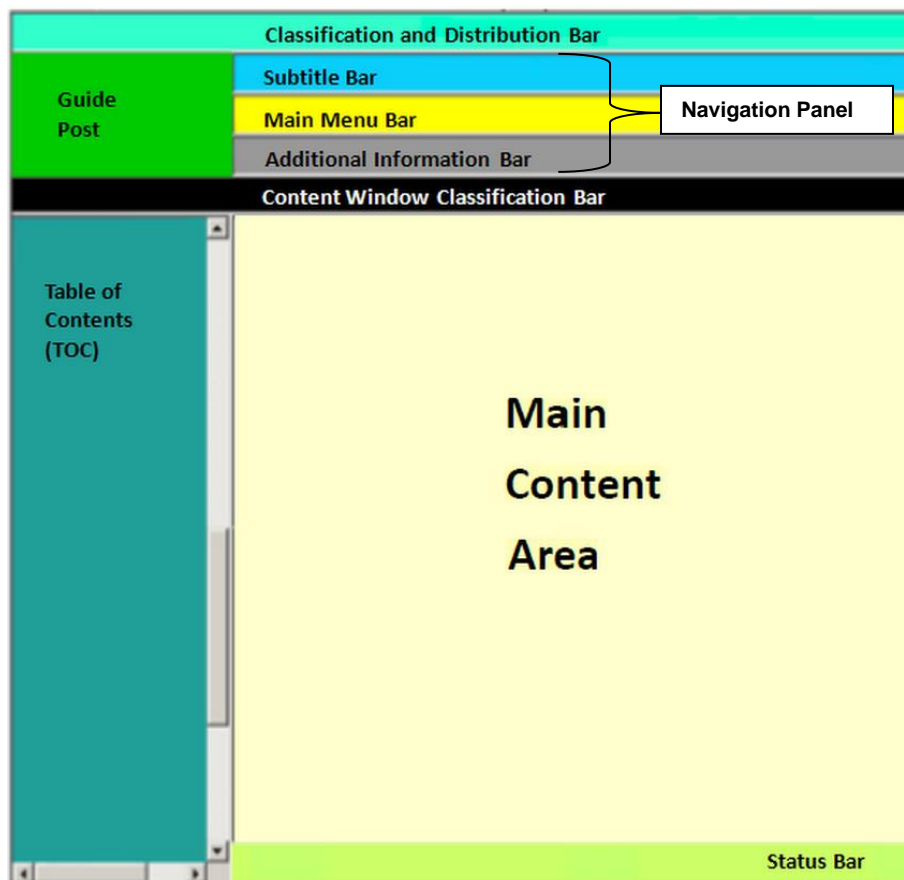 Classification and Distribution Bar
Guide
Post
Subtitle Bar
Main Menu Bar
Additional Information Bar
Navigation Panel
Content Window Classification Bar
Table of
Contents
(TOC)
Main
Content
Area
Status Bar